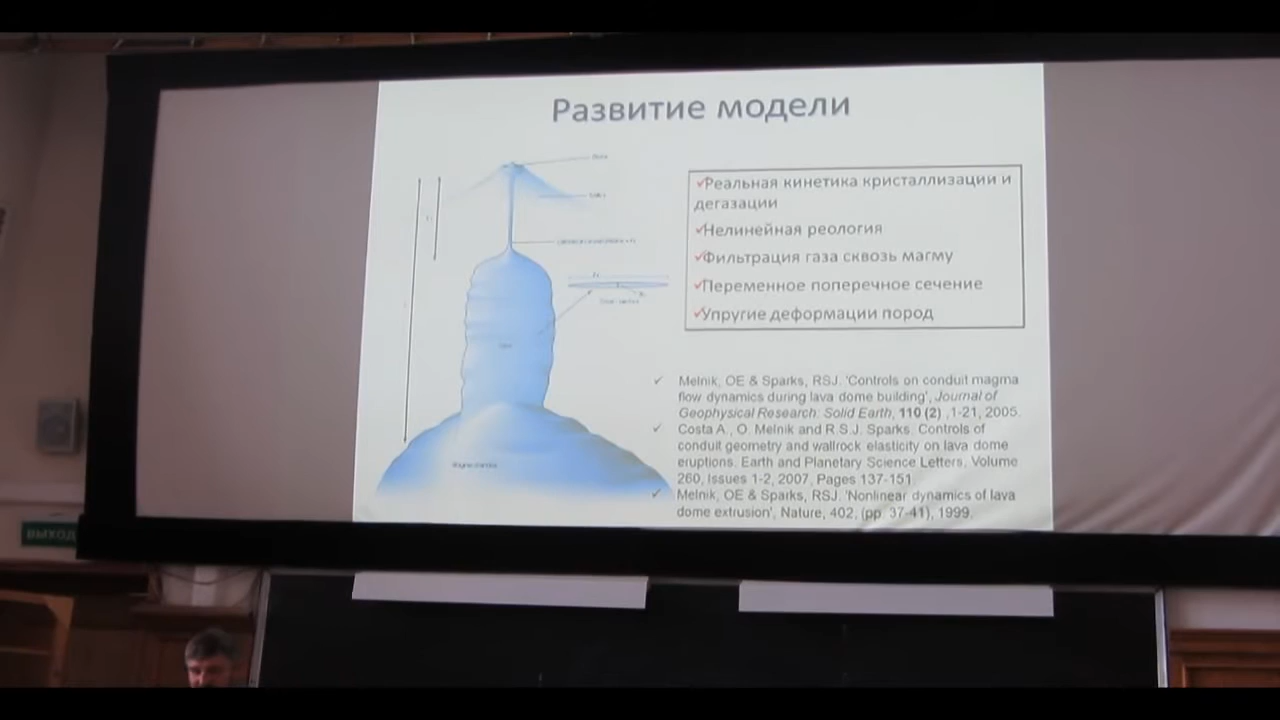 Развитие модели
Реальная кинетика кристаллизации и
дегазации
Нелинейная реология
Фильтрация газа сквозь магму
Переменное поперечное сечение
Упругие деформации пород
Melnik, OE & Sparks, RSJ. 'Controls on conduit magma
flow dynamics during lava dome building', Journal of
Geophysical Research: Solid Earth, 110 (2) ,1-21, 2005.
Costa A., O. Melnik and R.S.J. Sparks. Controls of
conduit geometry and wallrock elasticity on lava dome
eruptions. Earth and Planetary Science Letters, Volume
260, Issues 1-2, 2007, Pages 137-151.
Melnik, OE & Sparks, RSJ. 'Nonlinear dynamics of lava
dome extrusion', Nature, 402, (pp. 37-41), 1999.
ВЫХОД